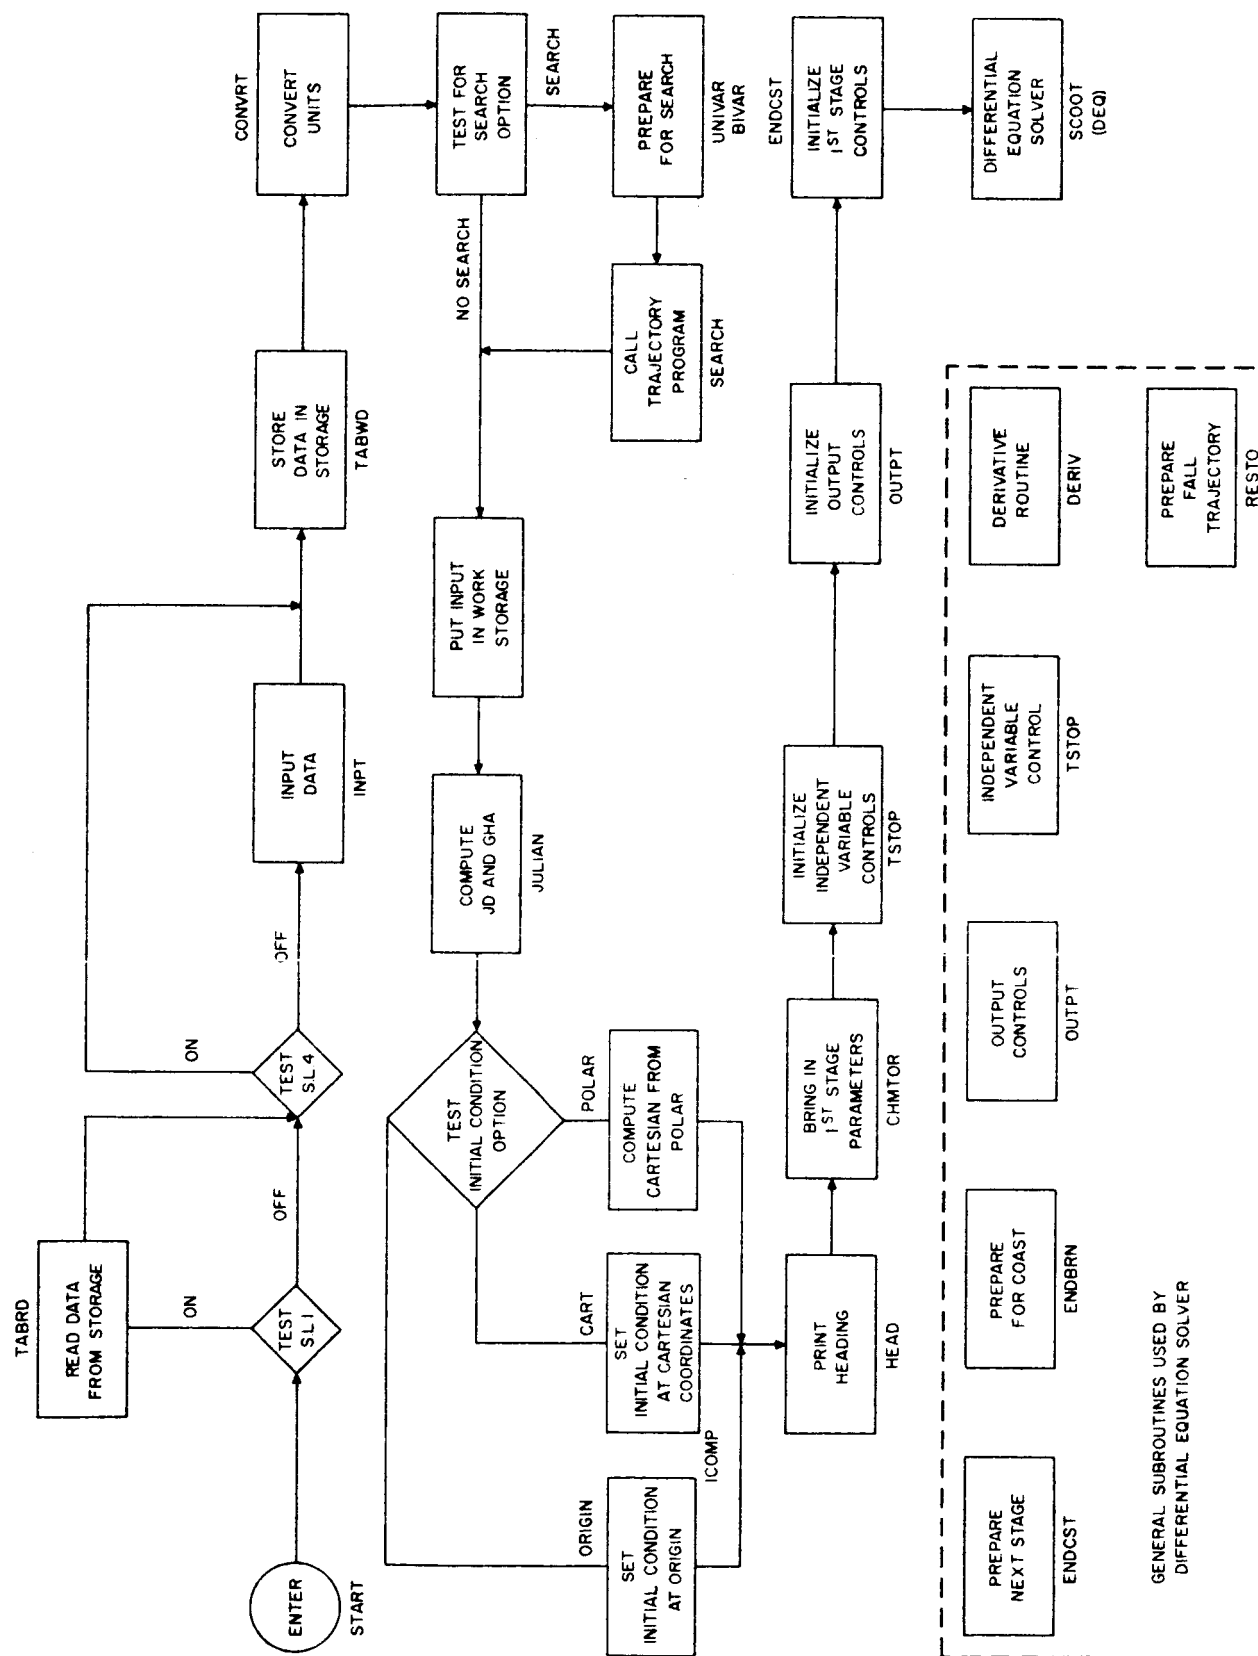 TABRD
READ DATA
FROM STORAGE
ON
ENTER
START
TEST
S.L 1
OFF
TEST
S.L 4
ON
OFF
INPUT
DATA
INPT
STORE
DATA IN
STORAGE
TABWD
CONVRT
CONVERT
UNITS
TEST FOR
SEARCH
OPTION
SEARCH
NO SEARCH
PREPARE
FOR SEARCH
UNIVAR
BIVAR
CALL
TRAJECTORY
PROGRAM
SEARCH
PUT INPUT
IN WORK
STORAGE
COMPUTE
JD AND GHA
JULIAN
TEST
INITIAL CONDITION
OPTION
ORIGIN
CART
POLAR
SET
INITIAL CONDITION
AT ORIGIN
SET
INITIAL CONDITION
AT CARTESIAN
COORDINATES
COMPUTE
CARTESIAN FROM
POLAR
ICOMP
PRINT
HEADING
HEAD
BRING IN
1ST STAGE
PARAMETERS
CHMTOR
INITIALIZE
INDEPENDENT
VARIABLE
CONTROLS
TSTOP
INITIALIZE
OUTPUT
CONTROLS
OUTPT
ENDCST
INITIALIZE
1ST STAGE
CONTROLS
DIFFERENTIAL
EQUATION
SOLVER
SCOOT
(DEQ)
PREPARE
NEXT STAGE
ENDCST
PREPARE
FOR COAST
ENDBRN
OUTPUT
CONTROLS
OUTPT
INDEPENDENT
VARIABLE
CONTROL
TSTOP
DERIVATIVE
ROUTINE
DERIV
PREPARE
FALL
TRAJECTORY
RESTO
GENERAL SUBROUTINES USED BY
DIFFERENTIAL EQUATION SOLVER